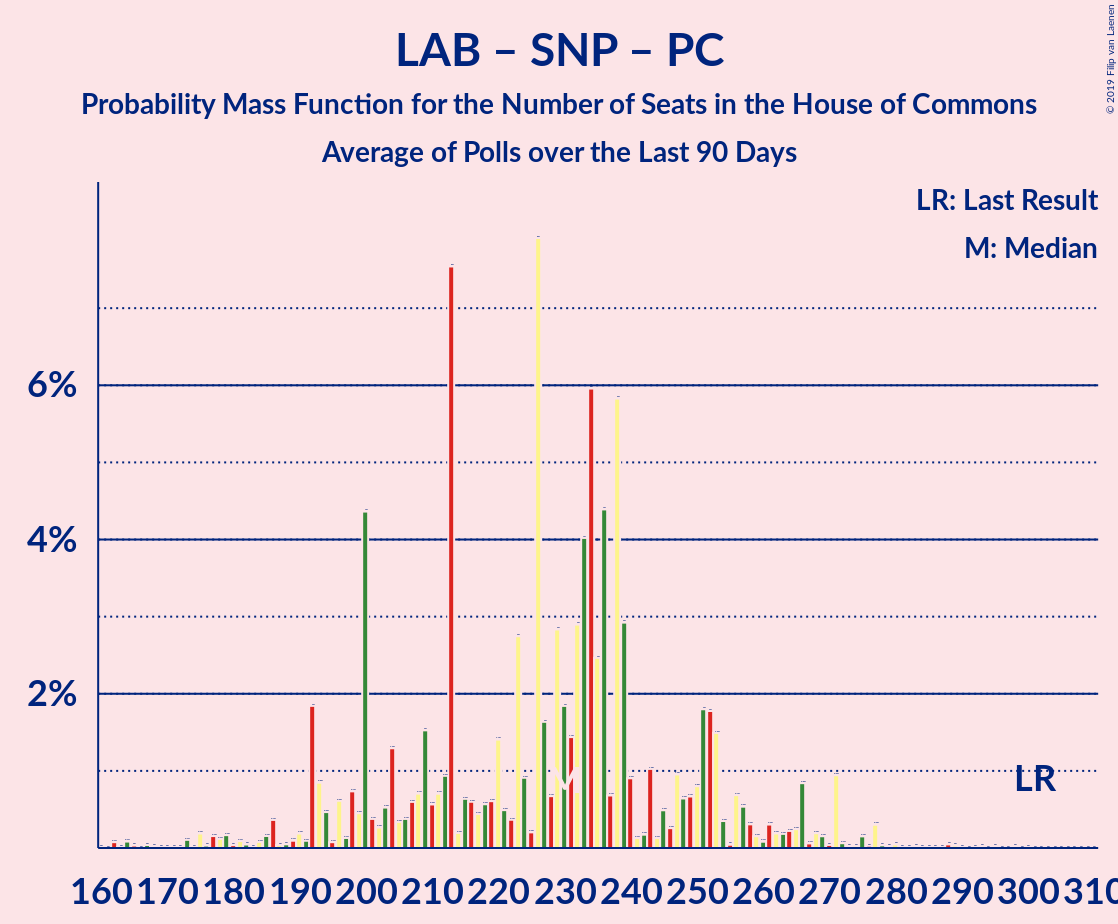 © 2019 Filip van Laenen
LAB – SNP – PC
Probability Mass Function for the Number of Seats in the House of Commons
Average of Polls over the Last 90 Days
LR: Last Result
M: Median
6%
4%
2%
M
LR
160 170 180 190 200 210 220 230 240 250 260 270 280 290 300 310